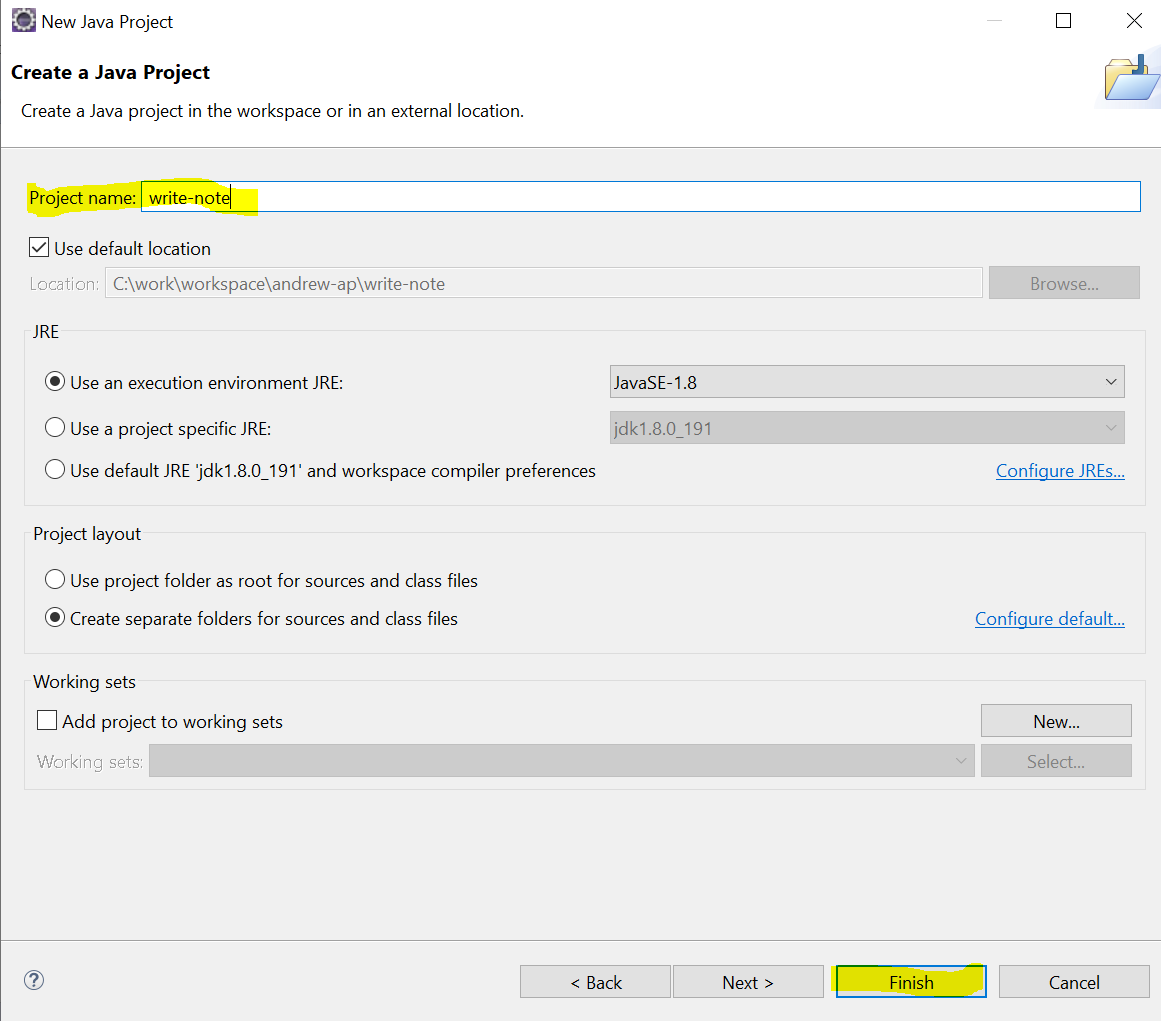 New Java Project
Create a Java Project
Create a Java project in the workspace or in an external location.
Project name: write-note
Use default location
Location: C:\work\workspace\andrew-ap\write-note Browse...
JRE
Use an execution environment JRE: JavaSE-1.8
Use a project specific JRE: jdk1.8.0_191
Use default JRE 'jdk1.8.0_191' and workspace compiler preferences Configure JREs...
Project layout
Use project folder as root for sources and class files
Create separate folders for sources and class files Configure default...
Working sets
Add project to working sets New...
Working sets: Select...
? < Back Next > Finish Cancel